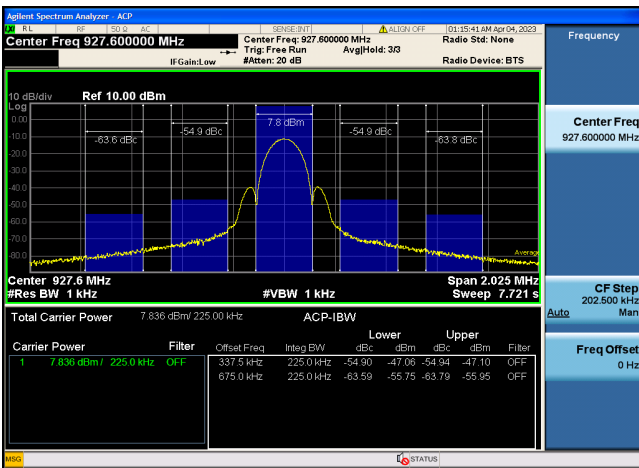 Agilent Spectrum Analyzer - ACP
RL RF 50 Ω AC SENSE:INT ALIGN OFF 01:15:41 AM Apr 04, 2023
Center Freq 927.600000 MHz
Center Freq: 927.600000 MHz
Radio Std: None
Trig: Free Run Avg|Hold: 3/3
IFGain:Low #Atten: 20 dB Radio Device: BTS
Frequency
10 dB/div Ref 10.00 dBm
Log
0.00
-10.0
-20.0
-30.0
-40.0
-50.0
-60.0
-70.0
-80.0
-63.6 dBc
-54.9 dBc
7.8 dBm
-54.9 dBc
-63.8 dBc
Average
Center 927.6 MHz Span 2.025 MHz
#Res BW 1 kHz #VBW 1 kHz Sweep 7.721 s
Total Carrier Power 7.836 dBm/ 225.00 kHz ACP-IBW
Lower Upper
Carrier Power Filter Offset Freq Integ BW dBc dBm dBc dBm Filter
1 7.836 dBm / 225.0 kHz OFF 337.5 kHz 225.0 kHz -54.90 -47.06 -54.94 -47.10 OFF
675.0 kHz 225.0 kHz -63.59 -55.75 -63.79 -55.95 OFF
Center Freq
927.600000 MHz
CF Step
202.500 kHz
Auto Man
Freq Offset
0 Hz
MSG STATUS